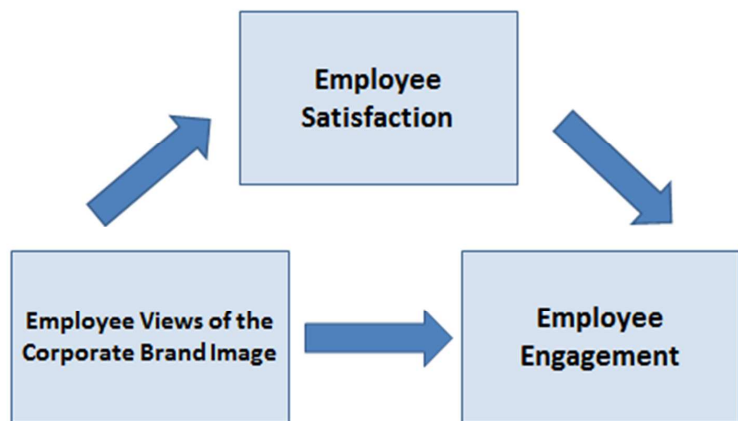 Employee
Satisfaction
Employee Views of the
Corporate Brand Image
Employee
Engagement